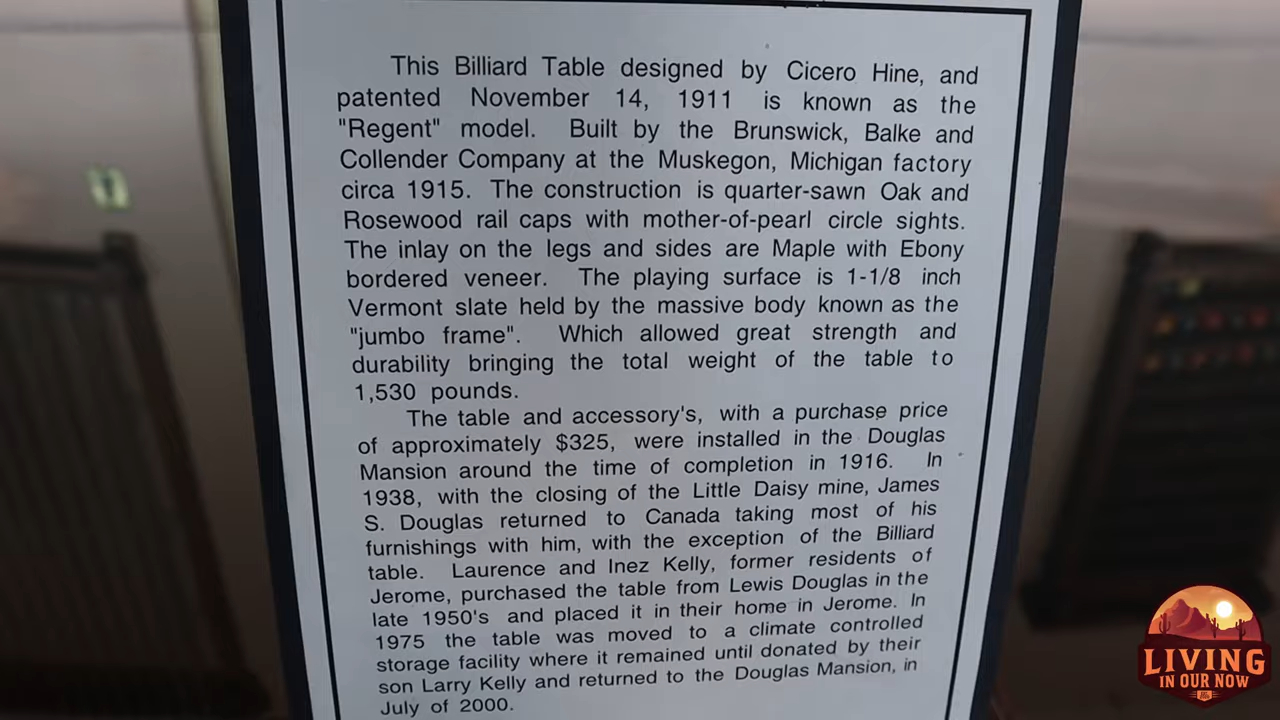 This Billiard Table designed by Cicero Hine, and
patented November 14, 1911 is known as the
"Regent" model. Built by the Brunswick, Balke and
Collender Company at the Muskegon, Michigan factory
circa 1915. The construction is quarter-sawn Oak and
Rosewood rail caps with mother-of-pearl circle sights.
The inlay on the legs and sides are Maple with Ebony
bordered veneer. The playing surface is 1-1/8 inch
Vermont slate held by the massive body known as the
"jumbo frame". Which allowed great strength and
durability bringing the total weight of the table to
1,530 pounds.
The table and accessory's, with a purchase price
of approximately $325, were installed in the Douglas
Mansion around the time of completion in 1916. In
1938, with the closing of the Little Daisy mine, James
S. Douglas returned to Canada taking most of his
furnishings with him, with the exception of the Billiard
table. Laurence and Inez Kelly, former residents of
Jerome, purchased the table from Lewis Douglas in the
late 1950's and placed it in their home in Jerome. In
1975 the table was moved to a climate controlled
storage facility where it remained until donated by their
son Larry Kelly and returned to the Douglas Mansion, in
July of 2000.
LIVING
IN OUR NOW